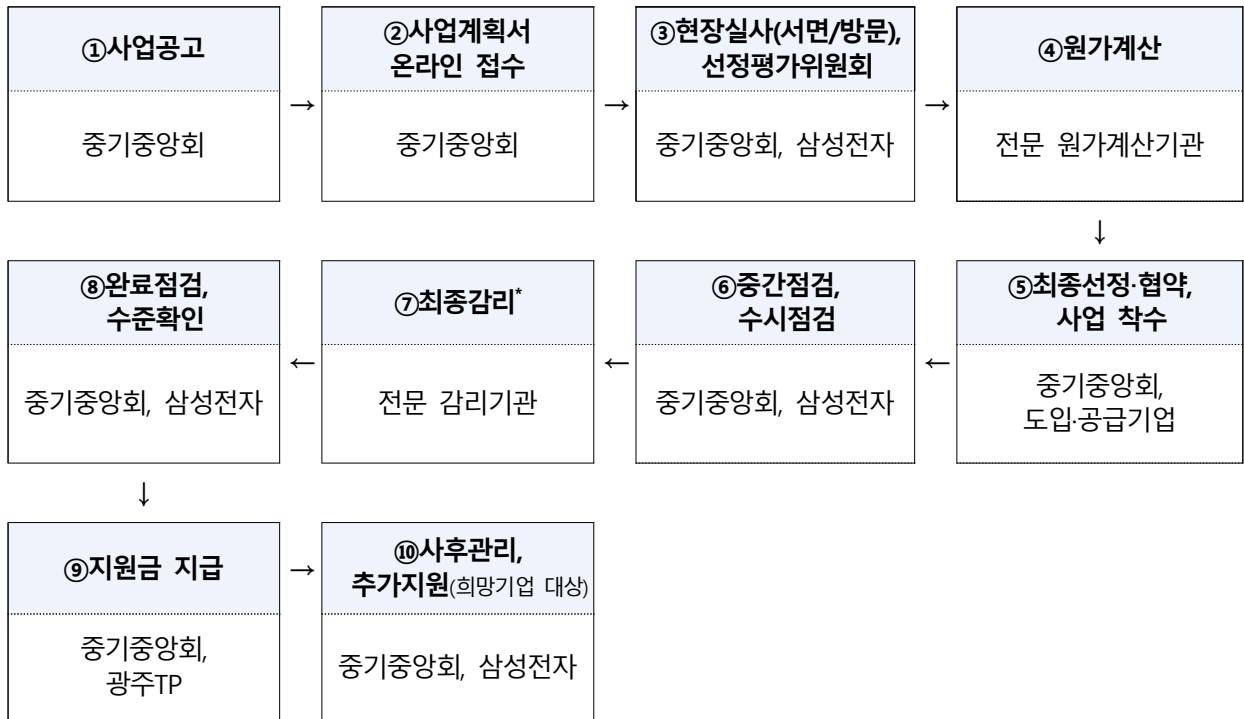 ①사업공고
중기중앙회
→
②사업계획서
온라인 접수
중기중앙회
→
③현장실사(서면/방문),
선정평가위원회
중기중앙회, 삼성전자
→
④원가계산
전문 원가계산기관
↓
⑤최종선정·협약,
사업 착수
중기중앙회,
도입·공급기업
←
⑥중간점검,
수시점검
중기중앙회, 삼성전자
←
⑦최종감리*
전문 감리기관
←
⑧완료점검,
수준확인
중기중앙회, 삼성전자
↓
⑨지원금 지급
중기중앙회,
광주TP
→
⑩사후관리,
추가지원(희망기업 대상)
중기중앙회, 삼성전자